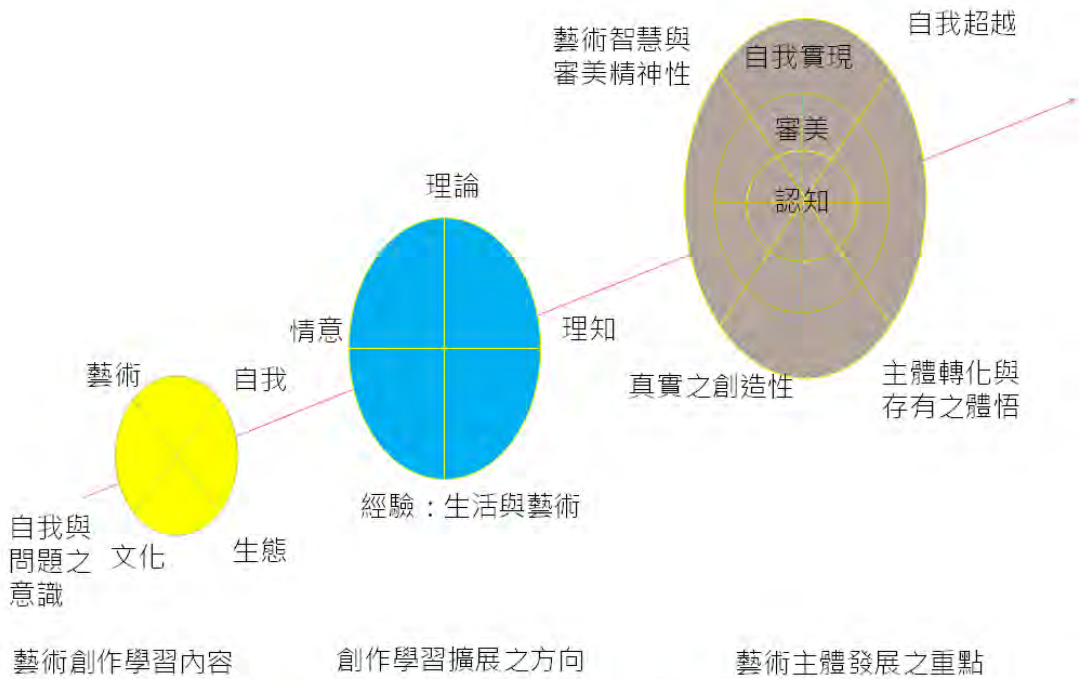 自我超越
藝術智慧與
審美精神性
自我實現
審美
認知
理論
情意
理知
真實之創造性
主體轉化與
存有之體悟
藝術
自我
經驗：生活與藝術
自我與
問題之
意識
文化
生態
藝術創作學習內容
創作學習擴展之方向
藝術主體發展之重點